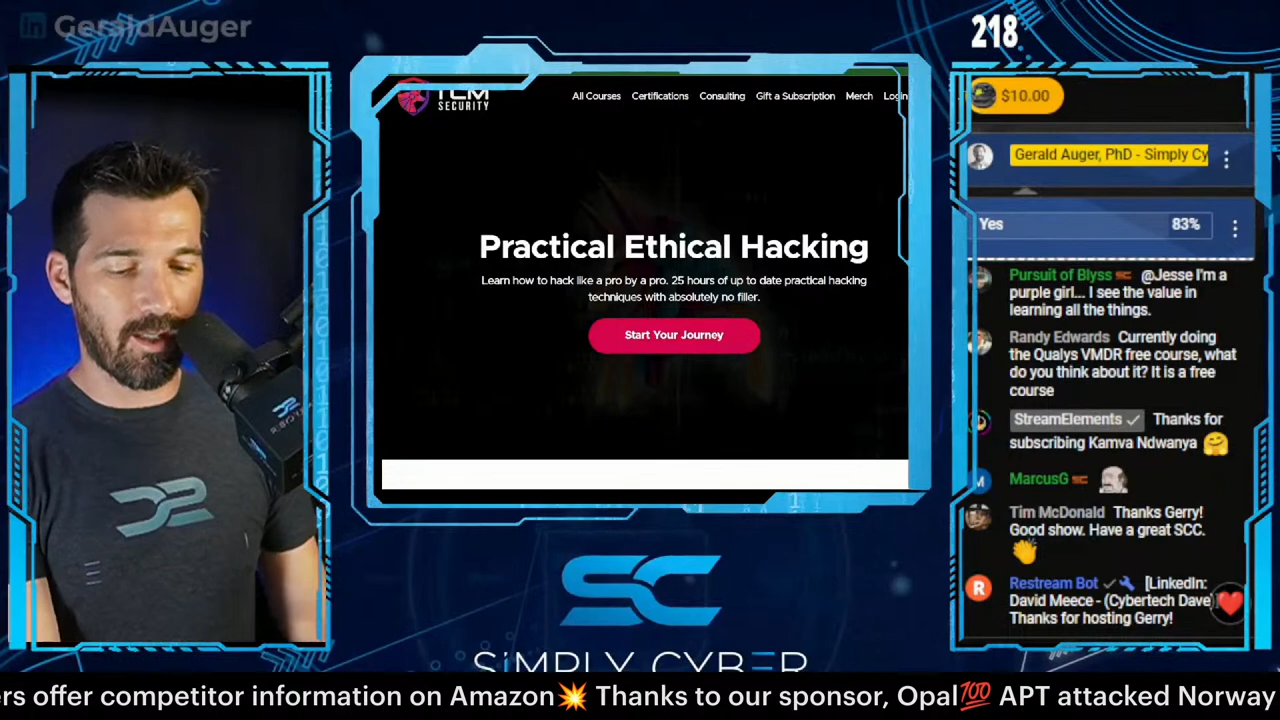 GeraldAuger
218
TCM
SECURITY
All Courses Certifications Consulting Gift a Subscription Merch Login
Practical Ethical Hacking
Learn how to hack like a pro by a pro. 25 hours of up to date practical hacking
techniques with absolutely no filler.
Start Your Journey
$10.00
Gerald Auger, PhD - Simply Cy
Yes 83%
Pursuit of Blyss @Jesse I'm a
purple girl... I see the value in
learning all the things.
Randy Edwards Currently doing
the Qualys VMDR free course, what
do you think about it? It is a free
course
StreamElements Thanks for
subscribing Kamva Ndwanya 🤗
MarcusG
Tim McDonald Thanks Gerry!
Good show. Have a great SCC.
👏
Restream Bot [LinkedIn:
David Meece - (Cybertech Dave)]
Thanks for hosting Gerry!
SC
SiMPLY CYBER
ers offer competitor information on Amazon💥 Thanks to our sponsor, Opal💯 APT attacked Norway